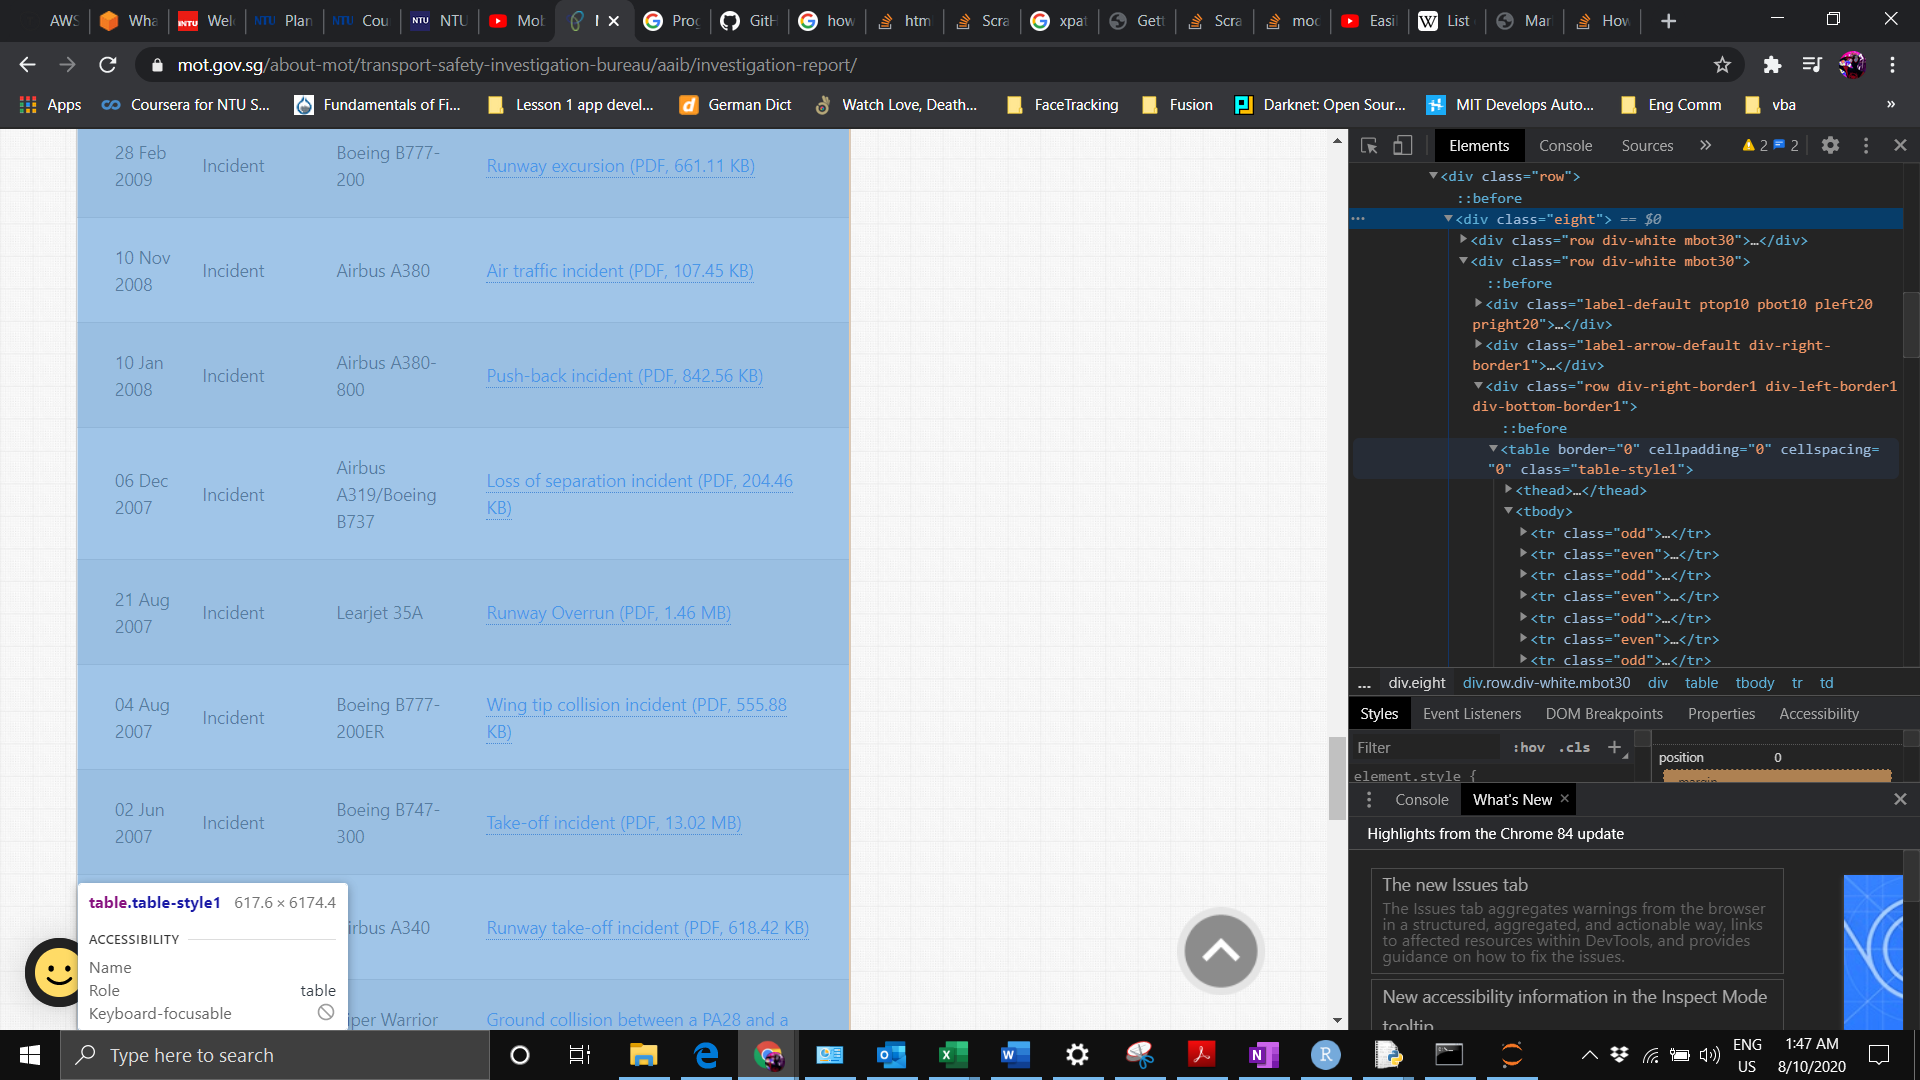 AWS
Wha
Welc
Plan
Cou
NTU
Mot
Prog
GitH
how
htm
Scra
xpat
Gett
Scra
moc
Easi
List
Mar
How
mot.gov.sg/about-mot/transport-safety-investigation-bureau/aaib/investigation-report/
Apps
Coursera for NTU S...
Fundamentals of Fi...
Lesson 1 app devel...
German Dict
Watch Love, Death...
FaceTracking
Fusion
Darknet: Open Sour...
MIT Develops Auto...
Eng Comm
vba
»
28 Feb
2009
Incident
Boeing B777-
200
Runway excursion (PDF, 661.11 KB)
10 Nov
2008
Incident
Airbus A380
Air traffic incident (PDF, 107.45 KB)
10 Jan
2008
Incident
Airbus A380-
800
Push-back incident (PDF, 842.56 KB)
06 Dec
2007
Incident
Airbus
A319/Boeing
B737
Loss of separation incident (PDF, 204.46
KB)
21 Aug
2007
Incident
Learjet 35A
Runway Overrun (PDF, 1.46 MB)
04 Aug
2007
Incident
Boeing B777-
200ER
Wing tip collision incident (PDF, 555.88
KB)
02 Jun
2007
Incident
Boeing B747-
300
Take-off incident (PDF, 13.02 MB)
irbus A340
Runway take-off incident (PDF, 618.42 KB)
iper Warrior
Ground collision between a PA28 and a
table.table-style1 617.6 × 6174.4
ACCESSIBILITY
Name
Role table
Keyboard-focusable
Elements
Console
Sources
»
2
2
<div class="row">
::before
<div class="eight"> == $0
<div class="row div-white mbot30">…</div>
<div class="row div-white mbot30">
::before
<div class="label-default ptop10 pbot10 pleft20
pright20">…</div>
<div class="label-arrow-default div-right-
border1">…</div>
<div class="row div-right-border1 div-left-border1
div-bottom-border1">
::before
<table border="0" cellpadding="0" cellspacing=
"0" class="table-style1">
<thead>…</thead>
<tbody>
<tr class="odd">…</tr>
<tr class="even">…</tr>
<tr class="odd">…</tr>
<tr class="even">…</tr>
<tr class="odd">…</tr>
<tr class="even">…</tr>
<tr class="odd">…</tr>
... div.eight div.row.div-white.mbot30 div table tbody tr td
Styles
Event Listeners
DOM Breakpoints
Properties
Accessibility
Filter
:hov .cls +
position 0
element.style {
margin
Console
What's New
Highlights from the Chrome 84 update
The new Issues tab
The Issues tab aggregates warnings from the browser
in a structured, aggregated, and actionable way, links
to affected resources within DevTools, and provides
guidance on how to fix the issues.
New accessibility information in the Inspect Mode
tooltip
Type here to search
ENG
US
1:47 AM
8/10/2020